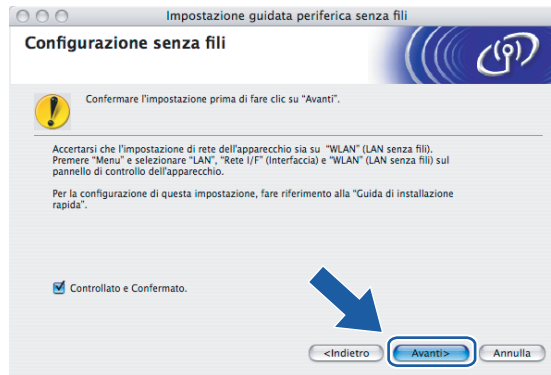 Impostazione guidata periferica senza fili
Configurazione senza fili
Confermare l'impostazione prima di fare clic su "Avanti".
Accertarsi che l'impostazione di rete dell'apparecchio sia su "WLAN" (LAN senza fili).
Premere "Menu" e selezionare "LAN", "Rete I/F" (Interfaccia) e "WLAN" (LAN senza fili) sul
pannello di controllo dell'apparecchio.
Per la configurazione di questa impostazione, fare riferimento alla "Guida di installazione
rapida".
Controllato e Confermato.
<Indietro
Avanti>
Annulla